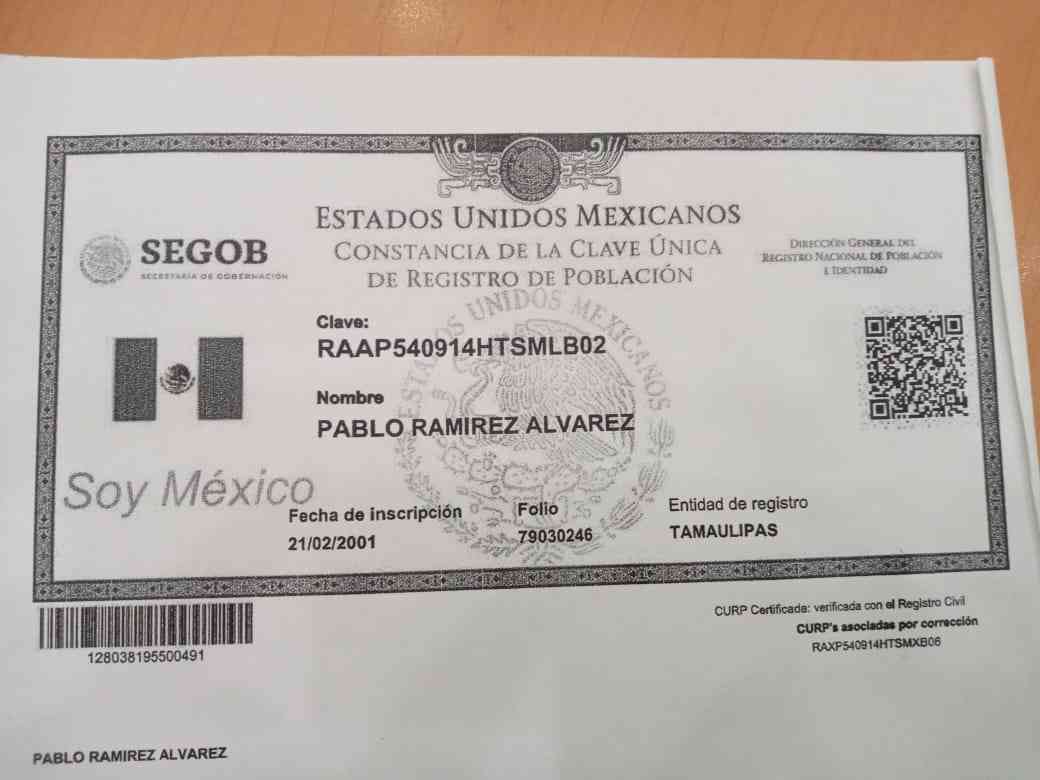 ESTADOS UNIDOS MEXICANOS
CONSTANCIA DE LA CLAVE ÚNICA
DE REGISTRO DE POBLACIÓN
SEGOB
SECRETARÍA DE GOBERNACIÓN
DIRECCIÓN GENERAL DEL
REGISTRO NACIONAL DE POBLACIÓN
E IDENTIDAD
ESTADOS UNIDOS MEXICANOS
Clave:
RAAP540914HTSMLB02
Nombre
PABLO RAMIREZ ALVAREZ
Soy México
Fecha de inscripción
21/02/2001
Folio
79030246
Entidad de registro
TAMAULIPAS
128038195500491
CURP Certificada: verificada con el Registro Civil
CURP's asociadas por corrección
RAXP540914HTSMXB06
PABLO RAMIREZ ALVAREZ